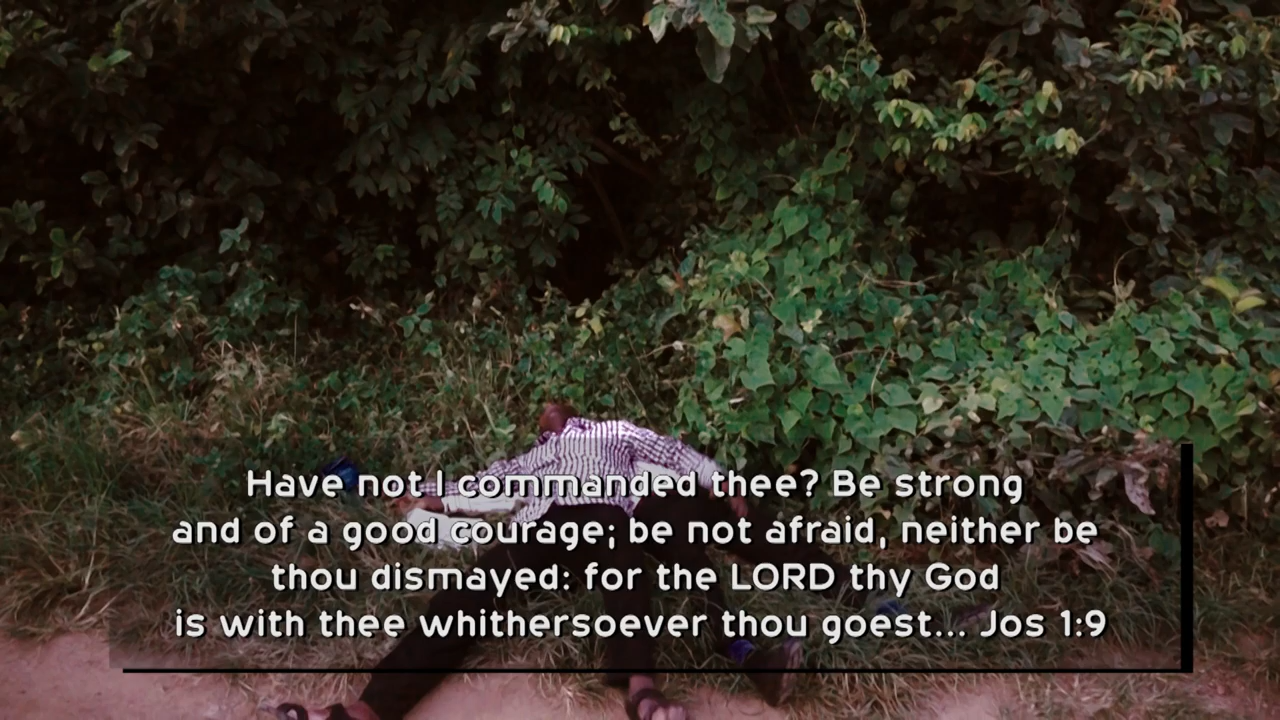 Have not I commanded thee? Be strong
and of a good courage; be not afraid, neither be
thou dismayed: for the LORD thy God
is with thee whithersoever thou goest... Jos 1:9